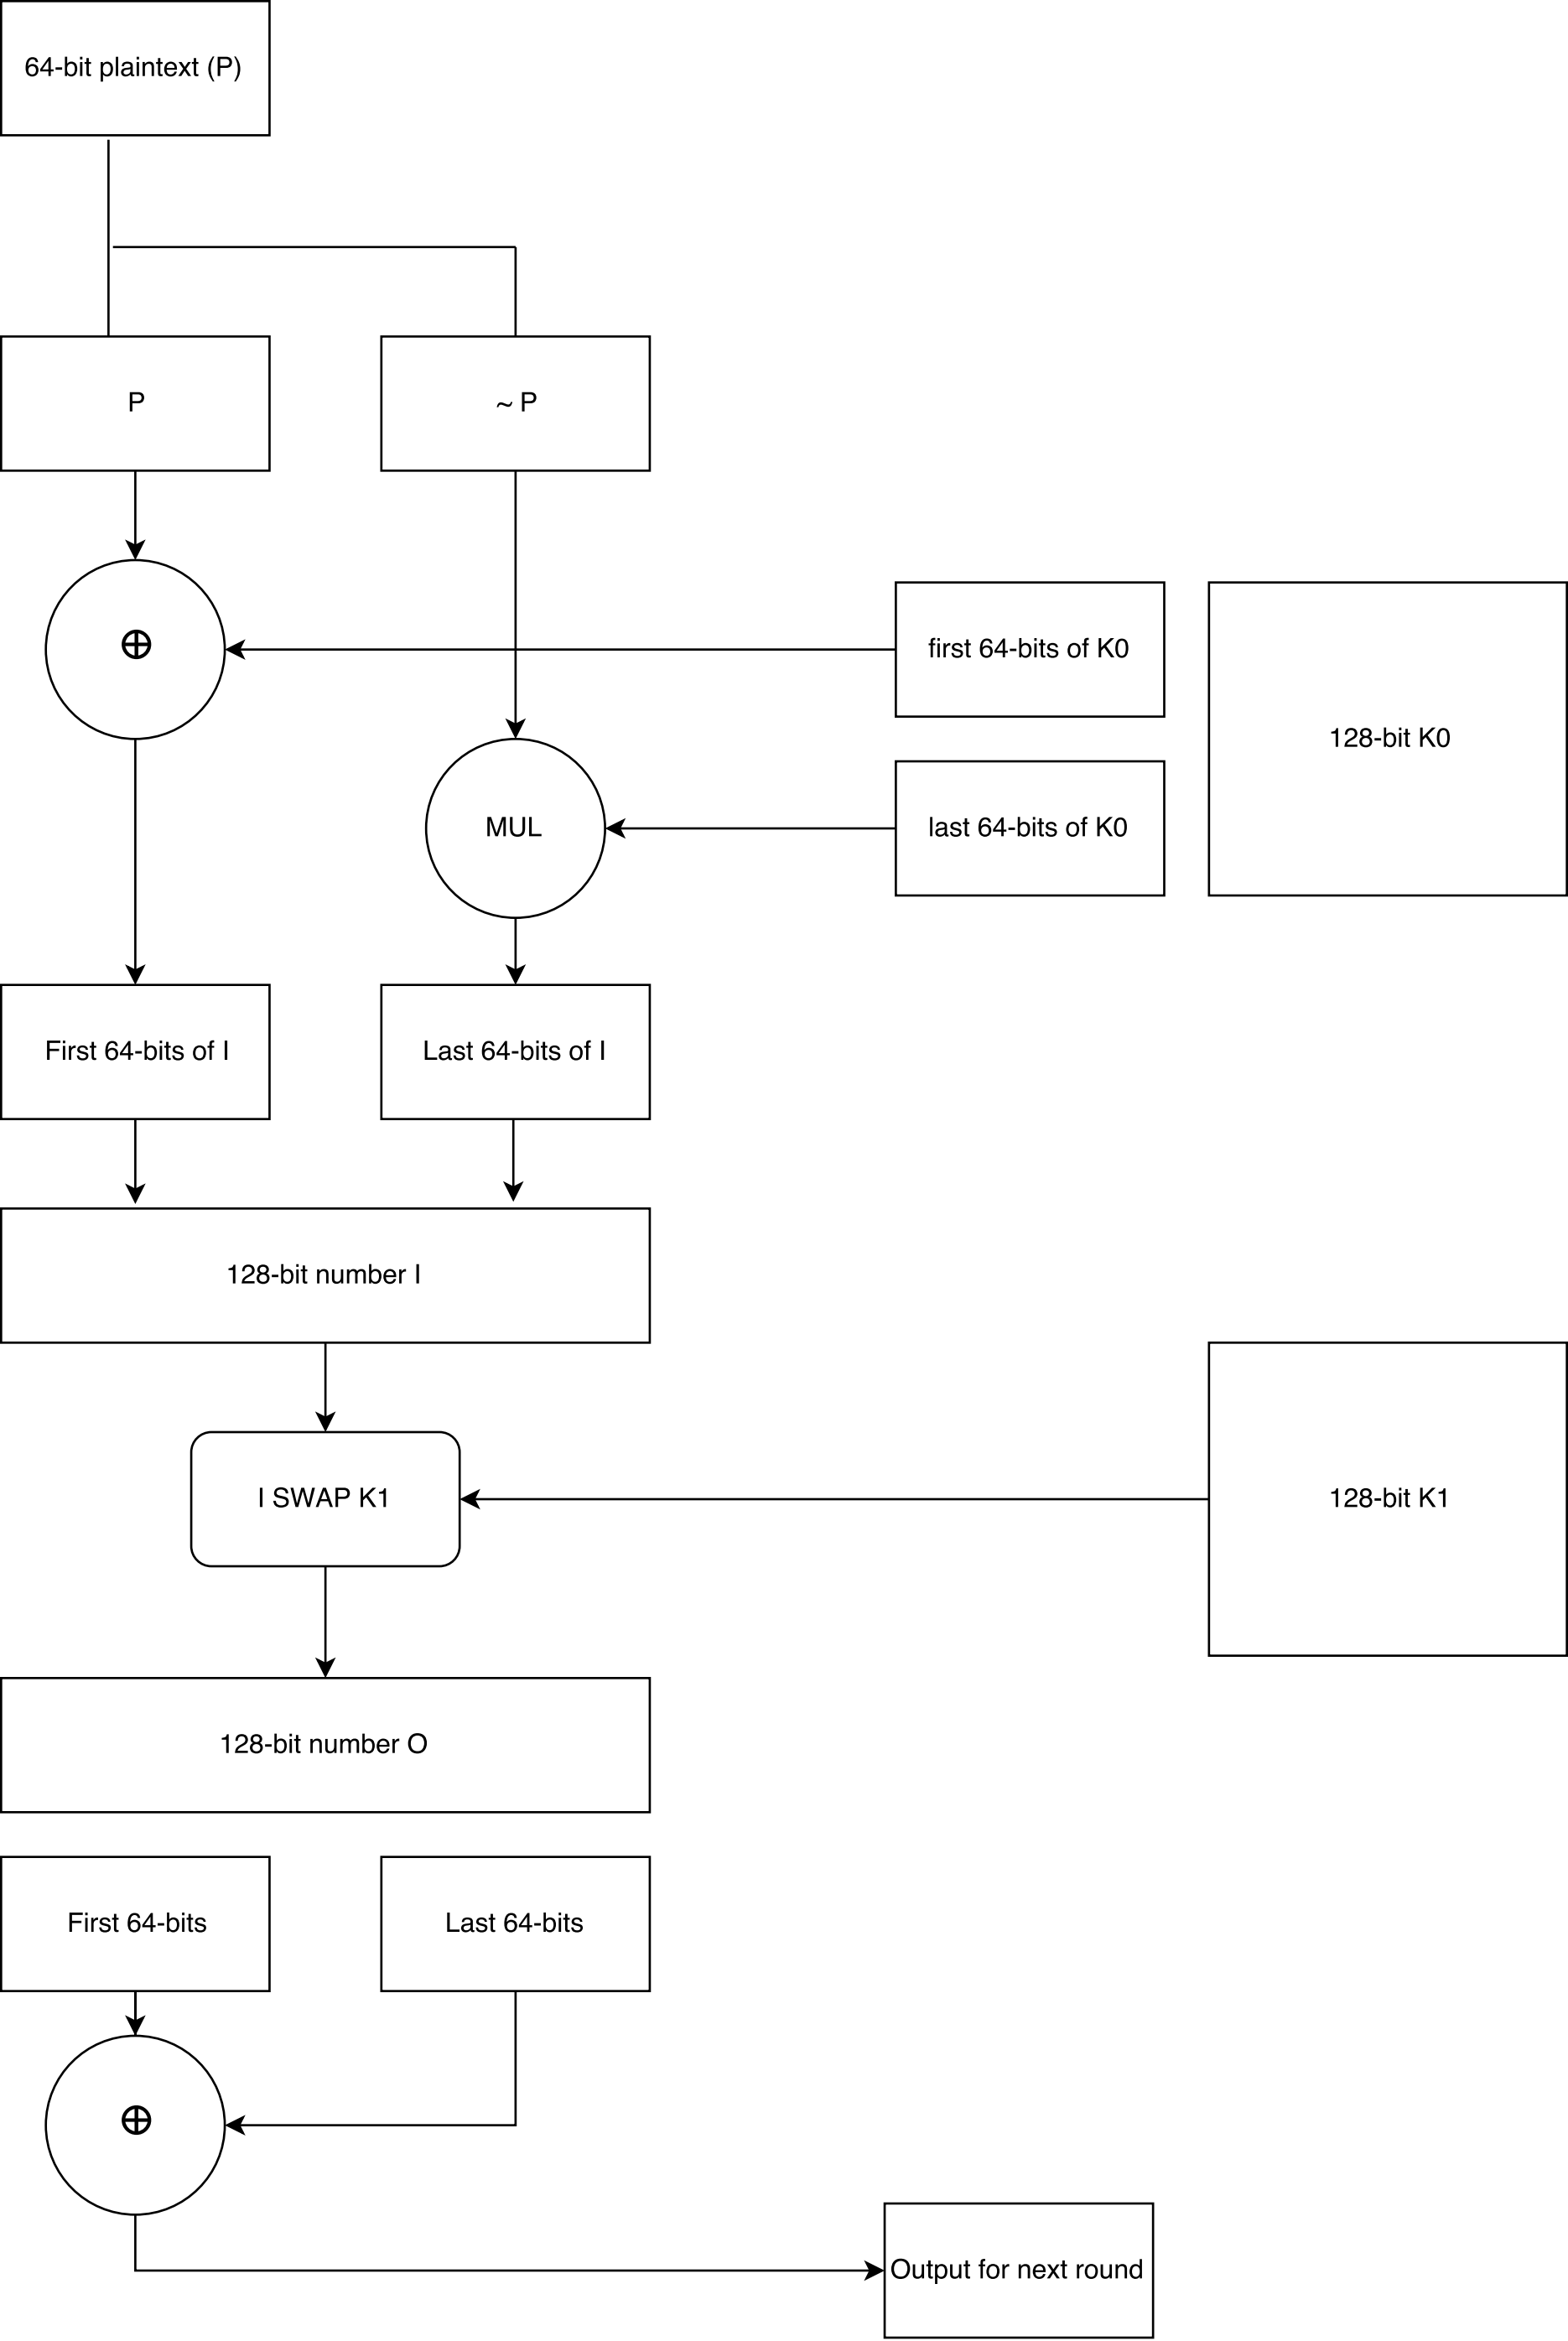 64-bit plaintext (P)
P
~ P
⊕
first 64-bits of K0
128-bit K0
MUL
last 64-bits of K0
First 64-bits of I
Last 64-bits of I
128-bit number I
I SWAP K1
128-bit K1
128-bit number O
First 64-bits
Last 64-bits
⊕
Output for next round